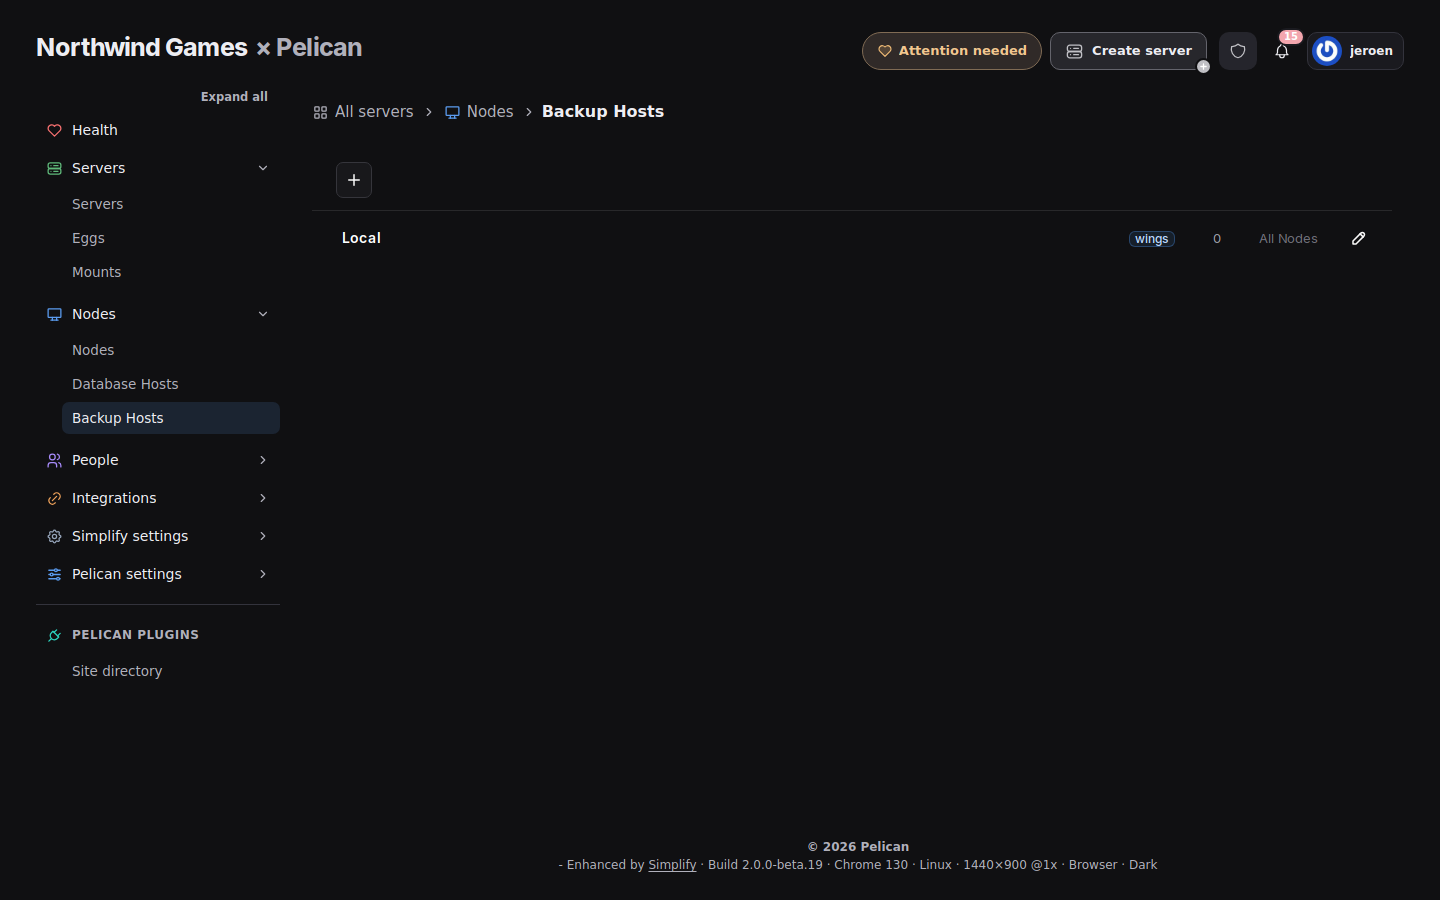 Northwind Games × Pelican
Attention needed
Create server
15
jeroen
Expand all
Health
Servers
Servers
Eggs
Mounts
Nodes
Nodes
Database Hosts
Backup Hosts
People
Integrations
Simplify settings
Pelican settings
PELICAN PLUGINS
Site directory
All servers > Nodes > Backup Hosts
Local wings 0 All Nodes
© 2026 Pelican
- Enhanced by Simplify · Build 2.0.0-beta.19 · Chrome 130 · Linux · 1440×900 @1x · Browser · Dark